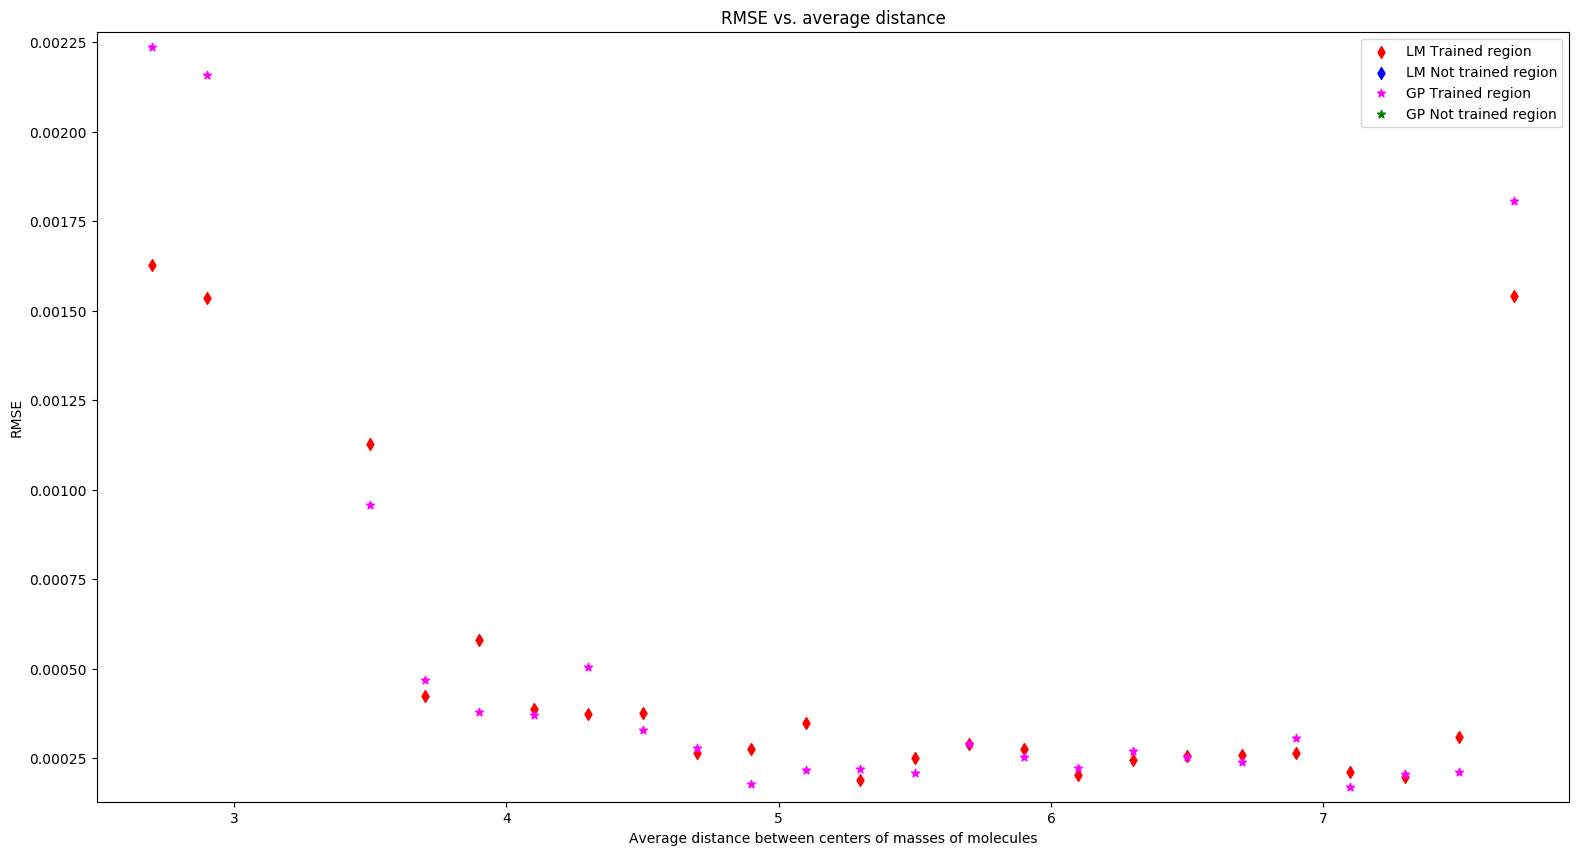 RMSE vs. average distance
LM Trained region
LM Not trained region
GP Trained region
GP Not trained region
0.00225
0.00200
0.00175
0.00150
0.00125
0.00100
0.00075
0.00050
0.00025
RMSE
3 4 5 6 7
Average distance between centers of masses of molecules